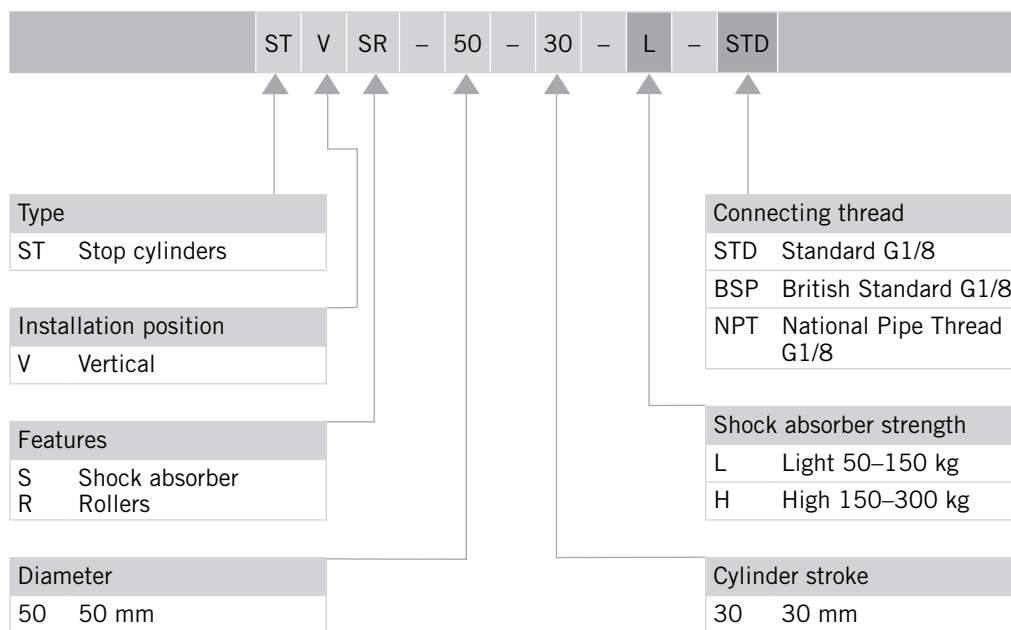 ST V SR – 50 – 30 – L – STD
Type
ST Stop cylinders
Installation position
V Vertical
Features
S Shock absorber
R Rollers
Diameter
50 50 mm
Connecting thread
STD Standard G1/8
BSP British Standard G1/8
NPT National Pipe Thread
G1/8
Shock absorber strength
L Light 50–150 kg
H High 150–300 kg
Cylinder stroke
30 30 mm